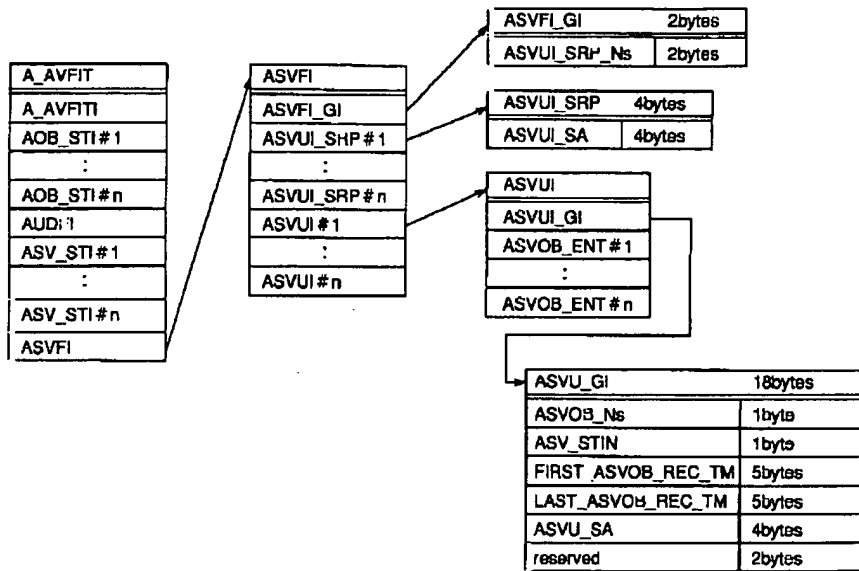 A_AVFIT
A_AVFITI
AOB_STI#1
:
AOB_STI#n
ASV_STI#1
:
ASV_STI#n
ASVFI
ASVFI
ASVFI_GI
ASVUI_SRP#1
:
ASVUI_SRP#n
ASVUI#1
:
ASVUI#n
ASVFI_GI 2bytes
ASVUI_SRP_Ns 2bytes
ASVUI_SRP 4bytes
ASVUI_SA 4bytes
ASVUI
ASVUI_GI
ASVOB_ENT#1
:
ASVOB_ENT#n
ASVU_GI 18bytes
ASVOB_Ns 1byte
ASV_STIN 1byte
FIRST_ASVOB_REC_TM 5bytes
LAST_ASVOB_REC_TM 5bytes
ASVU_SA 4bytes
reserved 2bytes